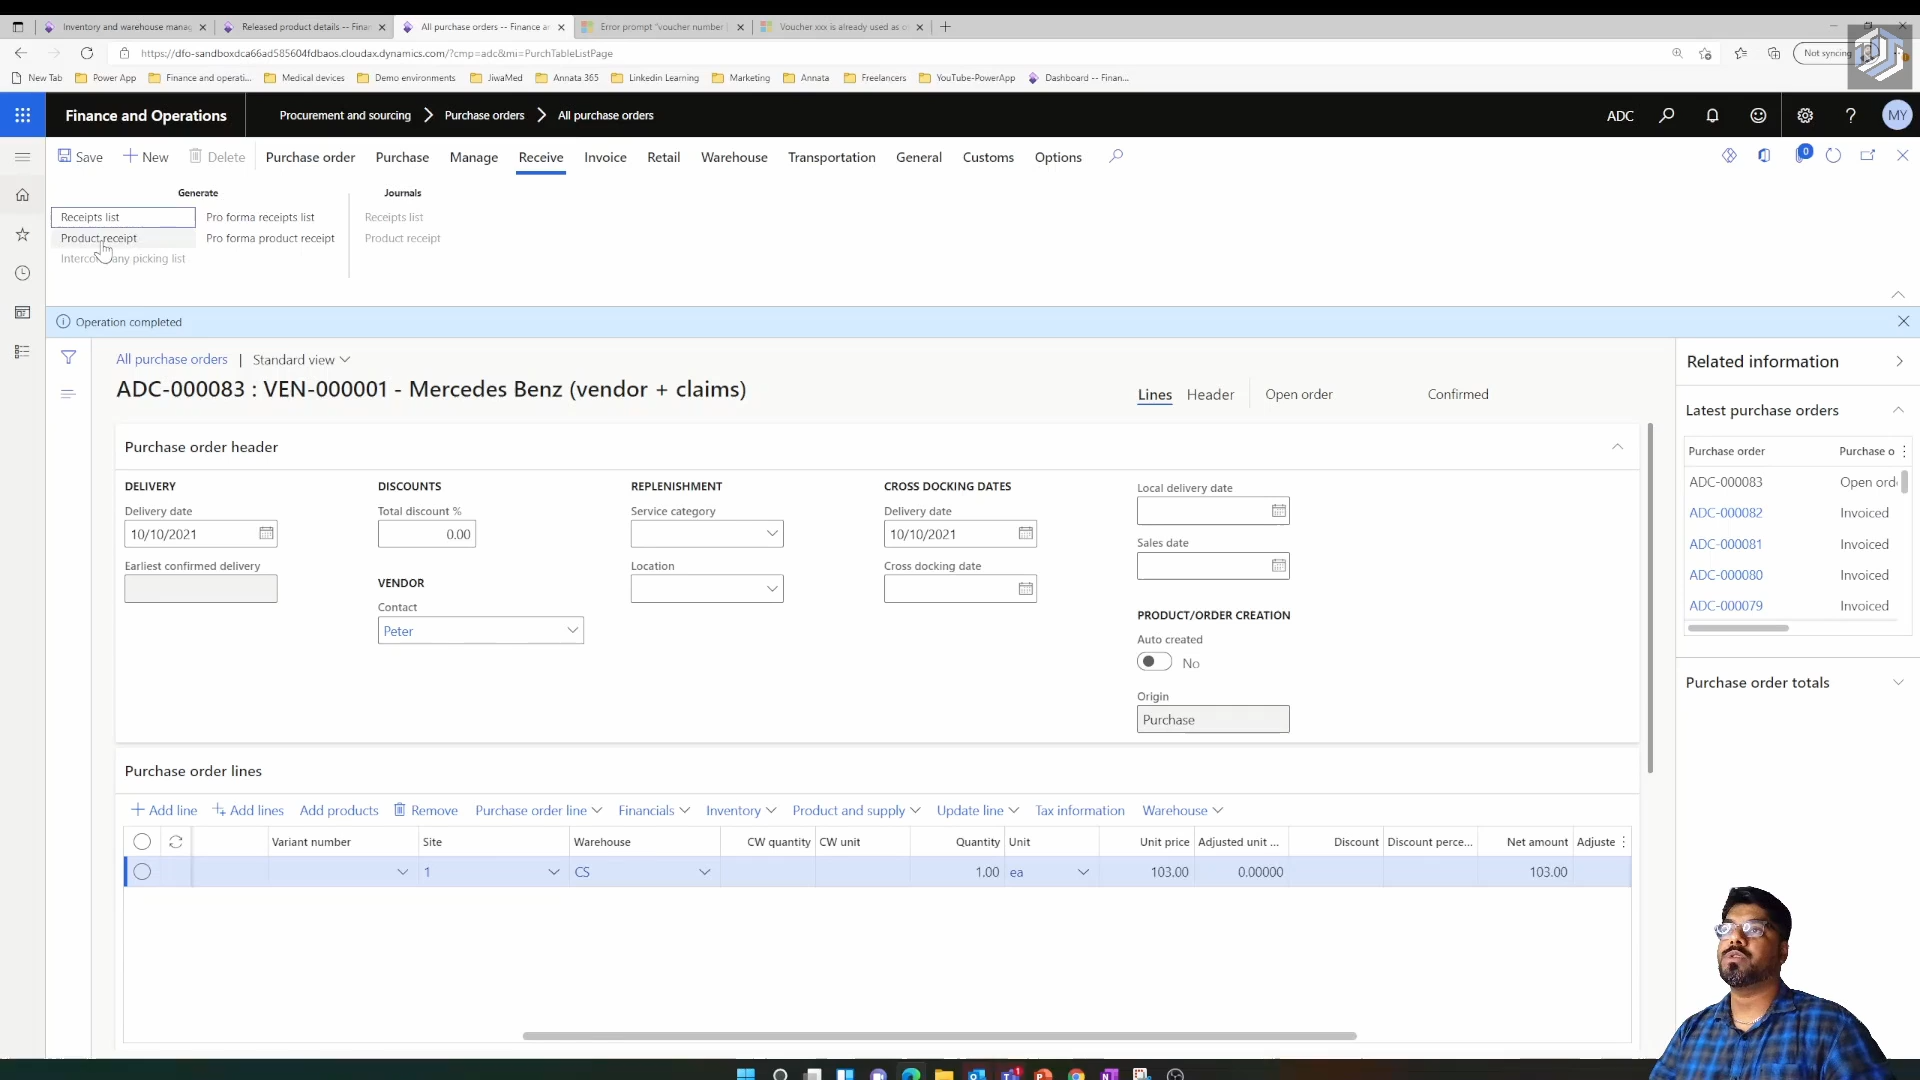 Inventory and warehouse manag
Released product details -- Finan
All purchase orders -- Finance an
Error prompt "voucher number
Voucher xxx is already used as o
https://dfo-sandboxdca66ad585604fdbaos.cloudax.dynamics.com/?cmp=adc&mi=PurchTableListPage
Not syncing
New Tab
Power App
Finance and operati...
Medical devices
Demo environments
JiwaMed
Annata 365
Linkedin Learning
Marketing
Annata
Freelancers
YouTube-PowerApp
Dashboard -- Finan...
Finance and Operations
Procurement and sourcing
Purchase orders
All purchase orders
ADC
MY
Save
New
Delete
Purchase order
Purchase
Manage
Receive
Invoice
Retail
Warehouse
Transportation
General
Customs
Options
0
Generate
Journals
Receipts list
Pro forma receipts list
Receipts list
Product receipt
Pro forma product receipt
Product receipt
Interc any picking list
Operation completed
All purchase orders | Standard view
ADC-000083 : VEN-000001 - Mercedes Benz (vendor + claims)
Lines
Header
Open order
Confirmed
Purchase order header
DELIVERY
Delivery date
10/10/2021
Earliest confirmed delivery
DISCOUNTS
Total discount %
0.00
VENDOR
Contact
Peter
REPLENISHMENT
Service category
Location
CROSS DOCKING DATES
Delivery date
10/10/2021
Cross docking date
Local delivery date
Sales date
PRODUCT/ORDER CREATION
Auto created
No
Origin
Purchase
Purchase order lines
Add line
Add lines
Add products
Remove
Purchase order line
Financials
Inventory
Product and supply
Update line
Tax information
Warehouse
Variant number
Site
Warehouse
CW quantity
CW unit
Quantity
Unit
Unit price
Adjusted unit ...
Discount
Discount perce...
Net amount
Adjuste
1
CS
1.00
ea
103.00
0.00000
103.00
Related information
Latest purchase orders
Purchase order
Purchase o
ADC-000083
Open ord
ADC-000082
Invoiced
ADC-000081
Invoiced
ADC-000080
Invoiced
ADC-000079
Invoiced
Purchase order totals